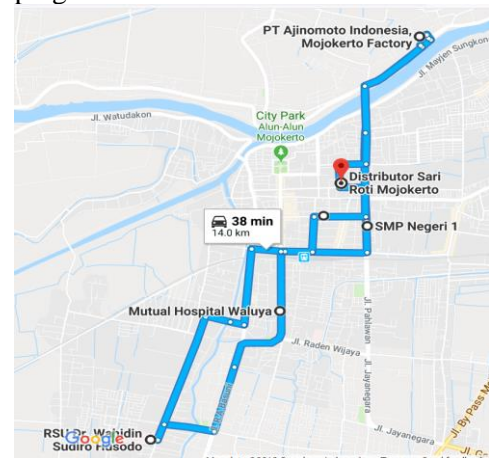 PT Ajinomoto Indonesia,
Mojokerto Factory
Jl. Mayjen Sungkon
Jl. Watudakon
City Park
Alun-Alun
Mojokerto
Distributor Sari
Roti Mojokerto
38 min
14.0 km
SMP Negeri 1
Mutual Hospital Waluya
Jl. Pahlawan
Jl. Raden Wijaya
Jl. Jayanegara
Jl. By Pass M
RSU Dr. Wahidin
Sudiro Husodo
Google
Jl. Jayanegara
Jl. G